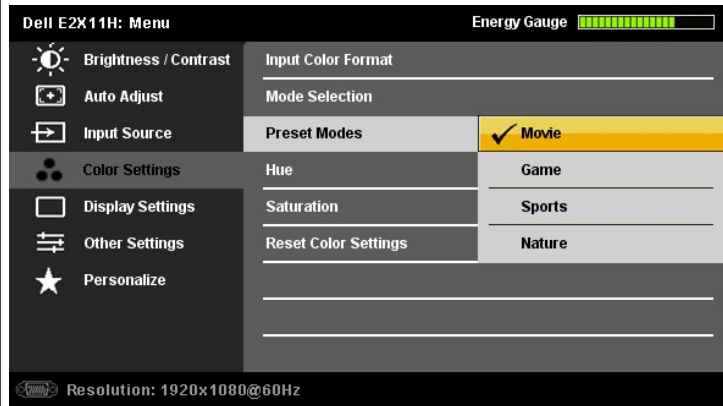 Dell E2X11H: Menu Energy Gauge
Brightness / Contrast Input Color Format
Auto Adjust Mode Selection
Input Source Preset Modes Movie
Color Settings Hue Game
Display Settings Saturation Sports
Other Settings Reset Color Settings Nature
Personalize
Resolution: 1920x1080@60Hz